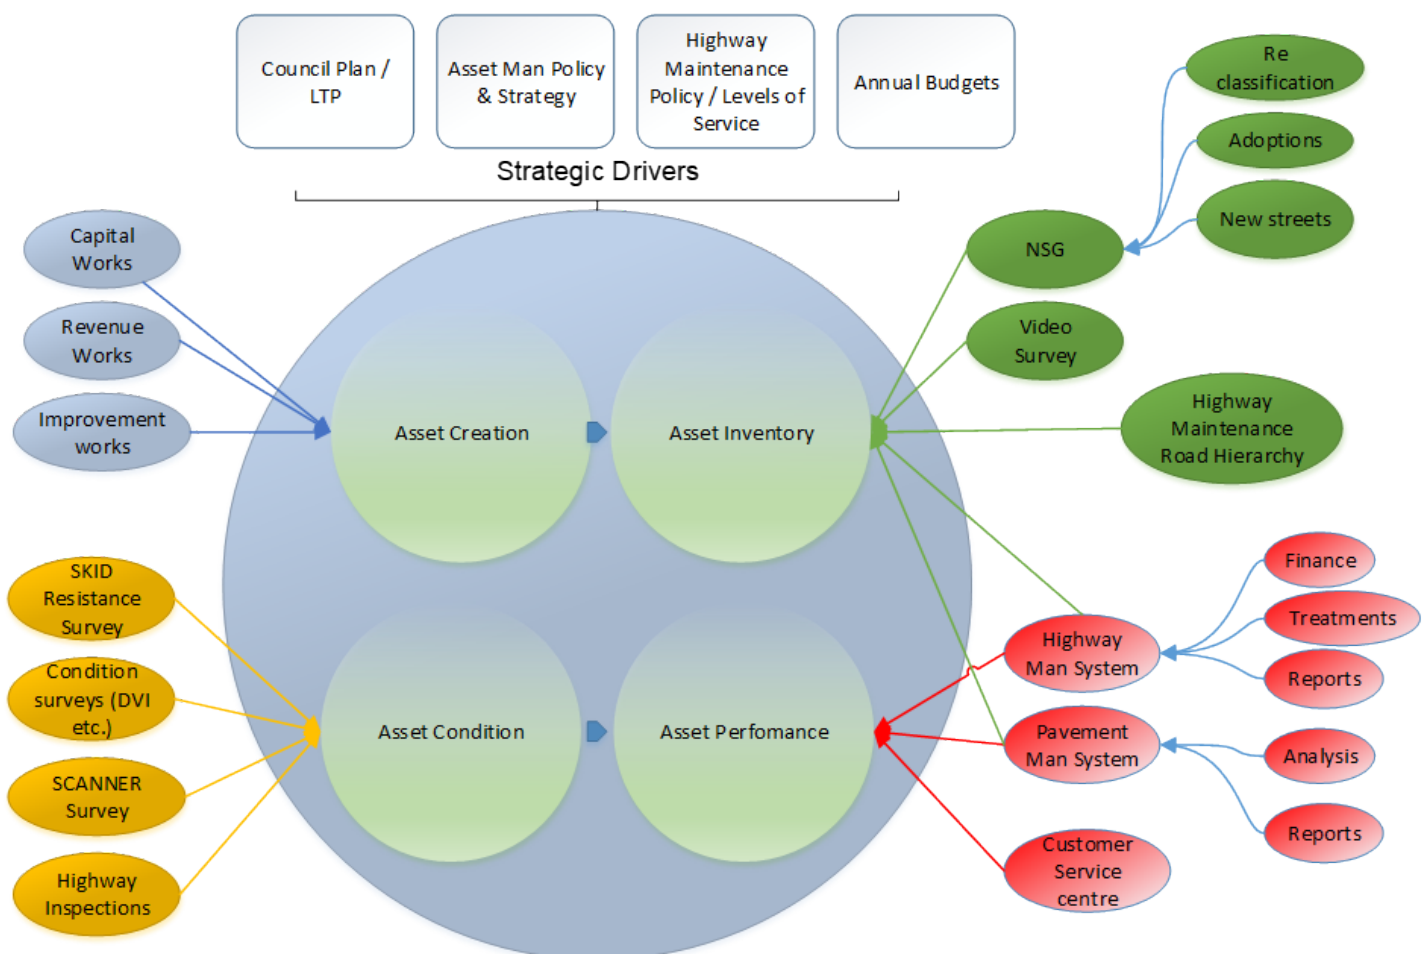 Council Plan /
LTP
Asset Man Policy
& Strategy
Highway
Maintenance
Policy / Levels of
Service
Annual Budgets
Strategic Drivers
Capital
Works
Revenue
Works
Improvement
works
Asset Creation
Asset Inventory
NSG
Re
classification
Adoptions
New streets
Video
Survey
Highway
Maintenance
Road Hierarchy
SKID
Resistance
Survey
Condition
surveys (DVI
etc.)
SCANNER
Survey
Highway
Inspections
Asset Condition
Asset Perfomance
Highway
Man System
Finance
Treatments
Reports
Pavement
Man System
Analysis
Reports
Customer
Service
centre